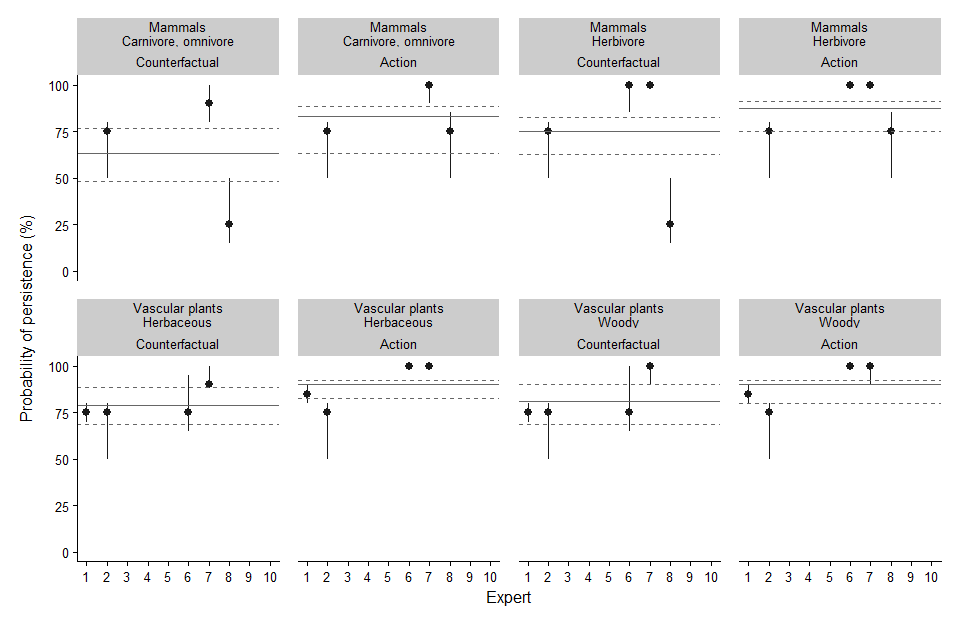 Mammals
Carnivore, omnivore
Counterfactual
Mammals
Carnivore, omnivore
Action
Mammals
Herbivore
Counterfactual
Mammals
Herbivore
Action
100
75
50
25
0
Probability of persistence (%)
Vascular plants
Herbaceous
Counterfactual
Vascular plants
Herbaceous
Action
Vascular plants
Woody
Counterfactual
Vascular plants
Woody
Action
100
75
50
25
0
1 2 3 4 5 6 7 8 9 10
1 2 3 4 5 6 7 8 9 10
1 2 3 4 5 6 7 8 9 10
1 2 3 4 5 6 7 8 9 10
Expert